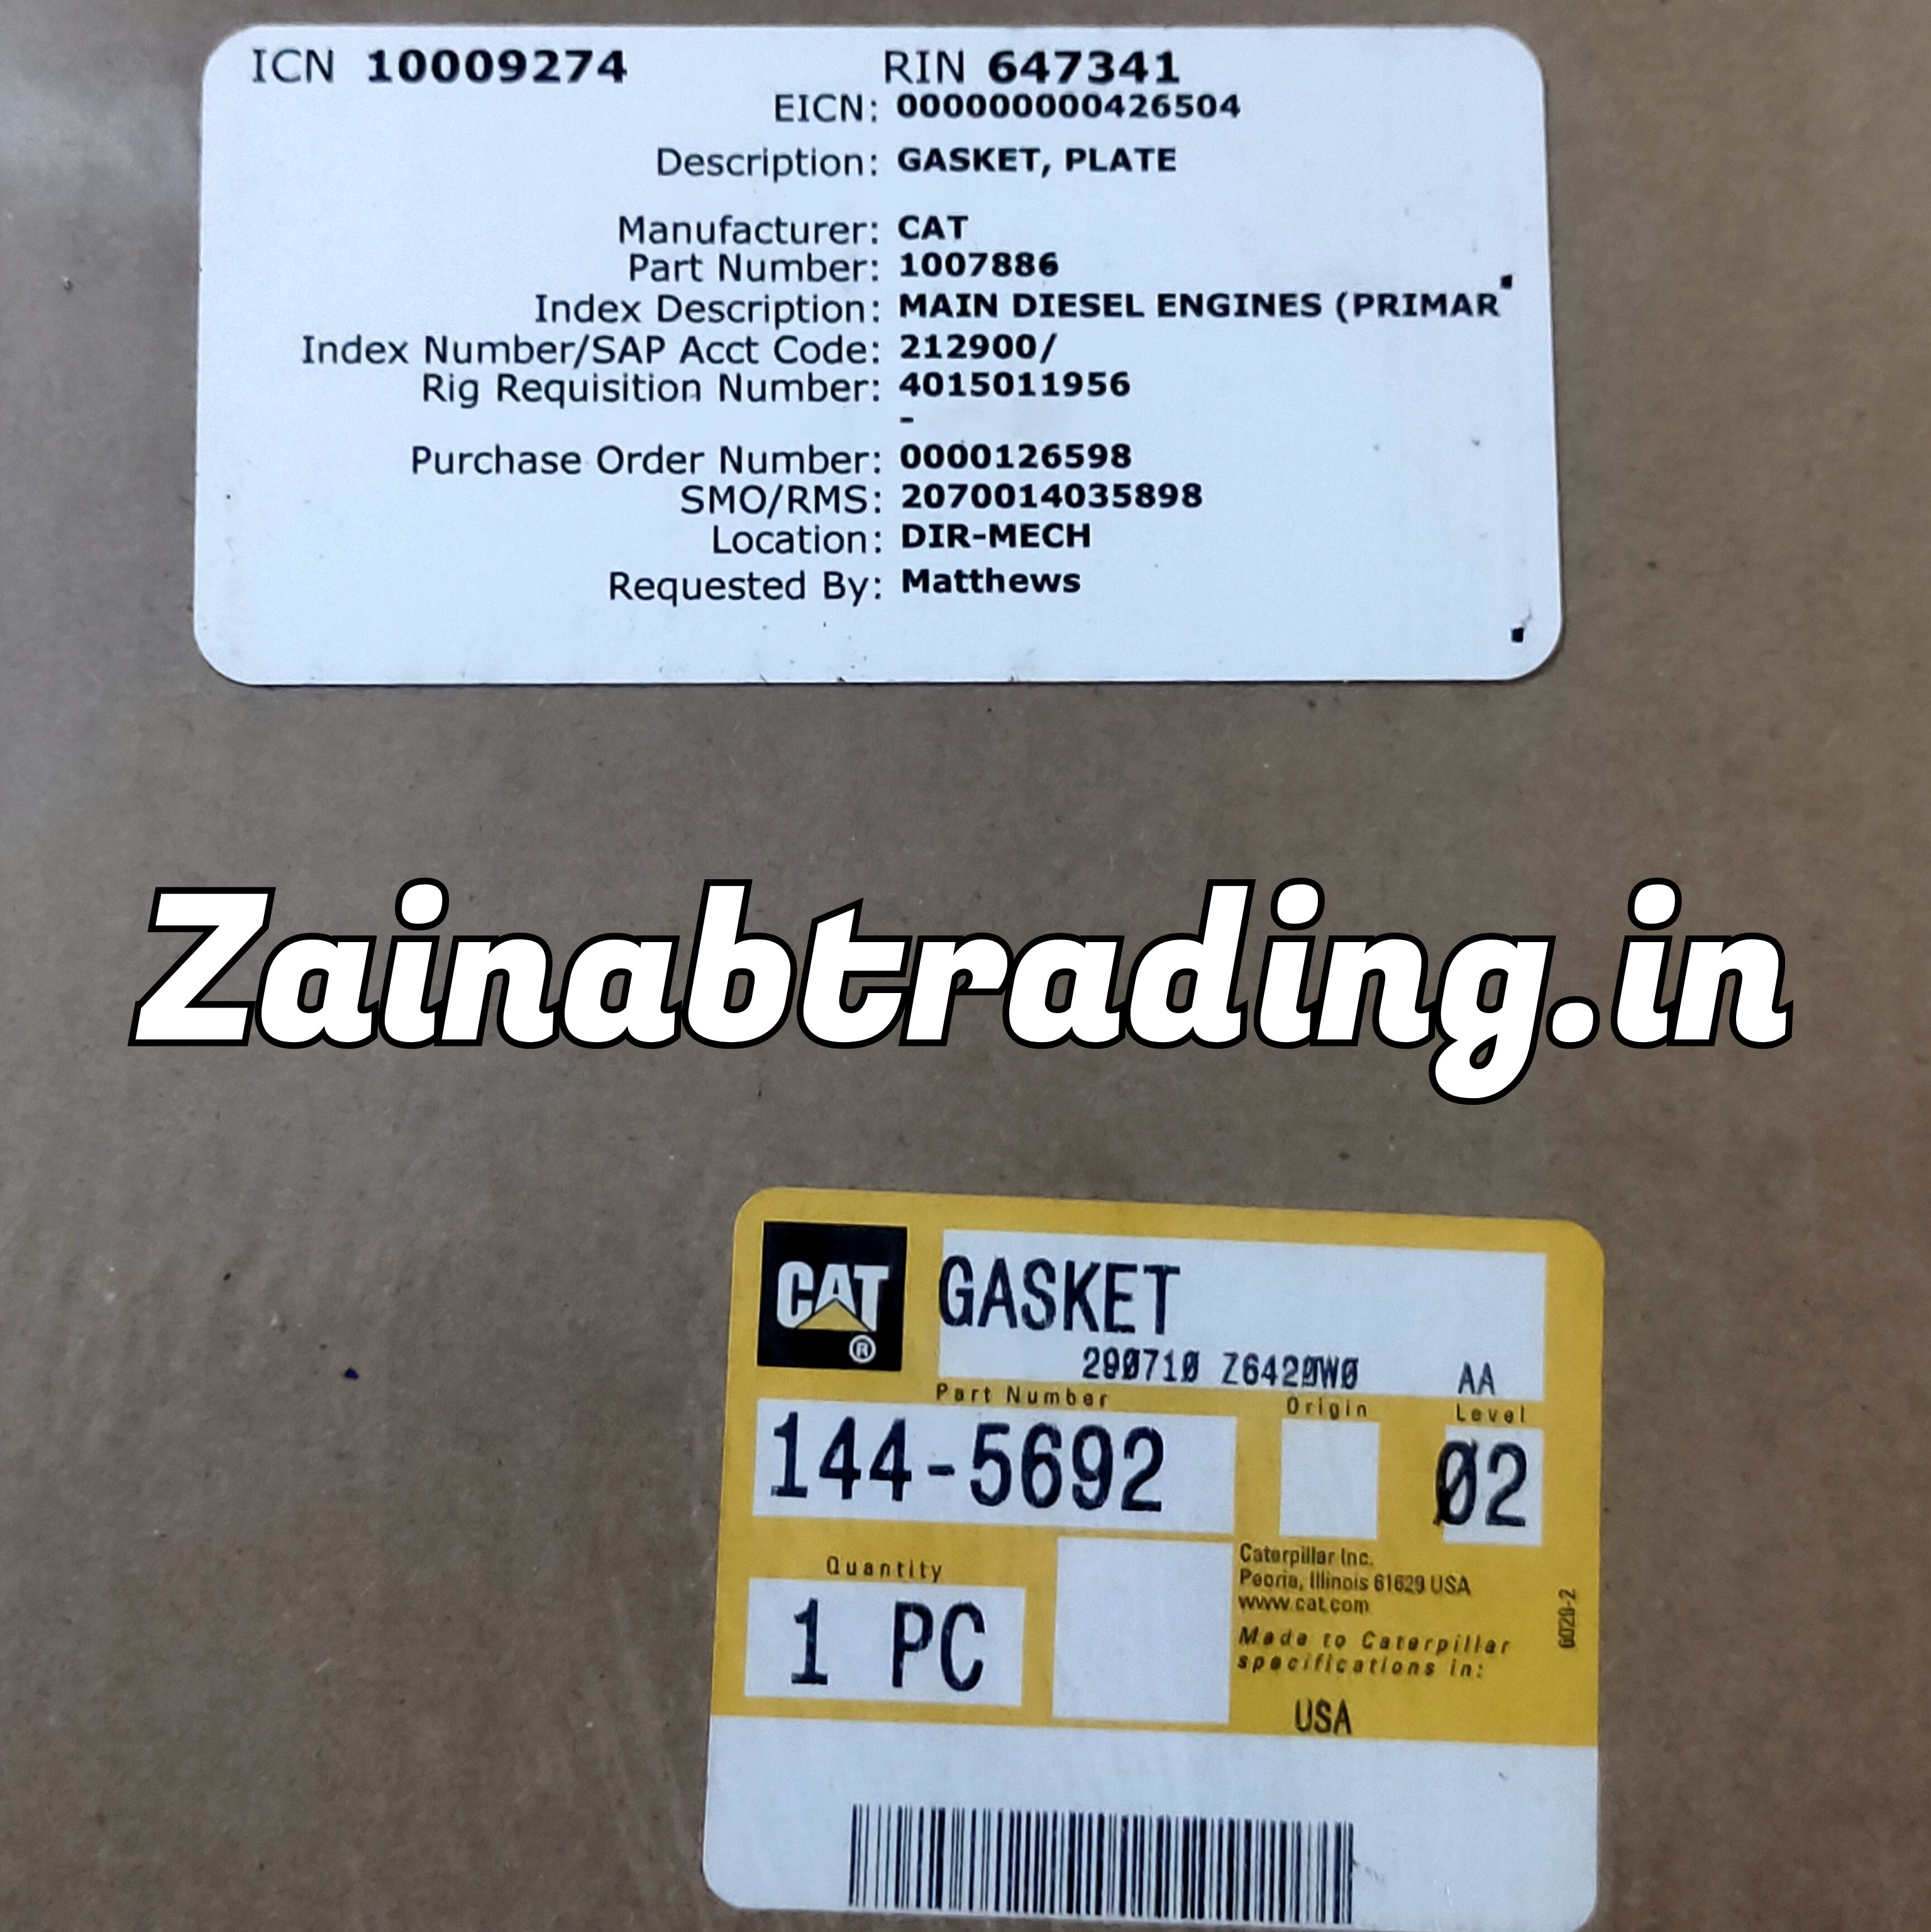 ICN 10009274 RIN 647341
EICN: 000000000426504
Description: GASKET, PLATE
Manufacturer: CAT
Part Number: 1007886
Index Description: MAIN DIESEL ENGINES (PRIMAR
Index Number/SAP Acct Code: 212900/
Rig Requisition Number: 4015011956
-
Purchase Order Number: 0000126598
SMO/RMS: 2070014035898
Location: DIR-MECH
Requested By: Matthews
Zainabtrading.in
CAT ®
GASKET
290710 Z6420W0 AA
Part Number Origin Level
144-5692 02
Quantity
1 PC
Caterpillar Inc.
Peoria, Illinois 61629 USA
www.cat.com
Made to Caterpillar
specifications in:
USA
6020-2